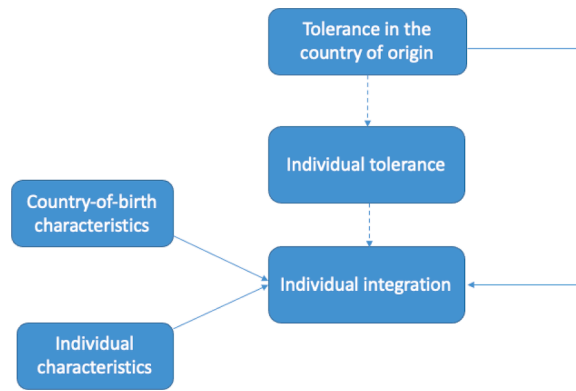 Tolerance in the
country of origin
Individual tolerance
Country-of-birth
characteristics
Individual integration
Individual
characteristics